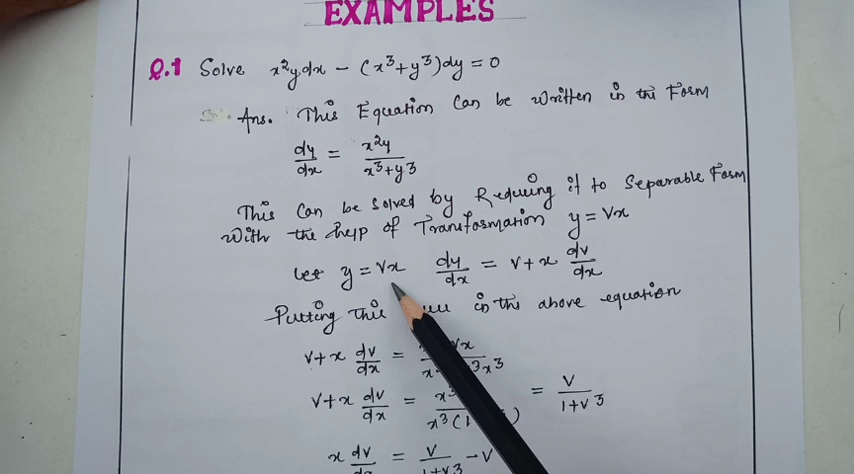 EXAMPLES
Q.1 Solve x²ydx - (x³+y³)dy = 0
Ans. This Equation Can be Written in the Form
dy/dx = x²y/x³+y³
This Can be Solved by Reducing it to Separable Form
With the help of Transformation y = Vx
Let y = Vx dy/dx = V+x dv/dx
Putting this in the above equation
V+x dv/dx =
V+x dv/dx = = V/1+V³
x dv/dx = V/1+V³ - V